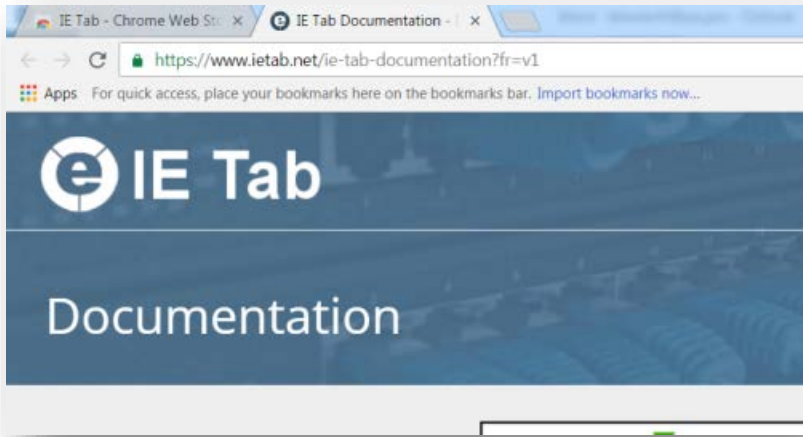 IE Tab - Chrome Web Sto
IE Tab Documentation -
https://www.ietab.net/ie-tab-documentation?fr=v1
Apps For quick access, place your bookmarks here on the bookmarks bar. Import bookmarks now...
IE Tab
Documentation